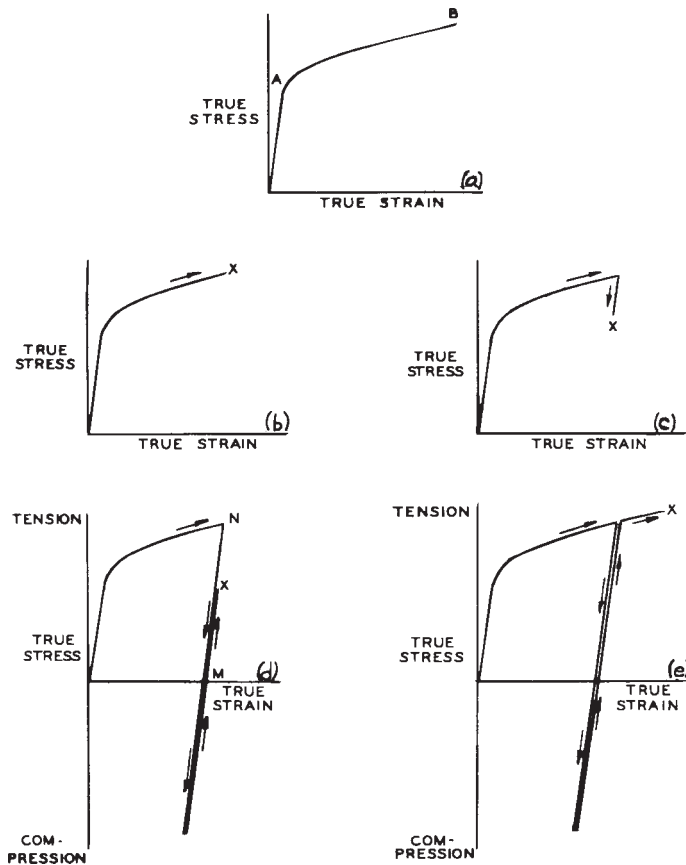 B
A
TRUE
STRESS
(a)
TRUE STRAIN
X
TRUE
STRESS
(b)
TRUE STRAIN
X
TRUE
STRESS
(c)
TRUE STRAIN
TENSION
N
X
TRUE
STRESS
M
(d)
TRUE
STRAIN
COM-
PRESSION
TENSION
X
TRUE
STRESS
(e)
TRUE
STRAIN
COM-
PRESSION